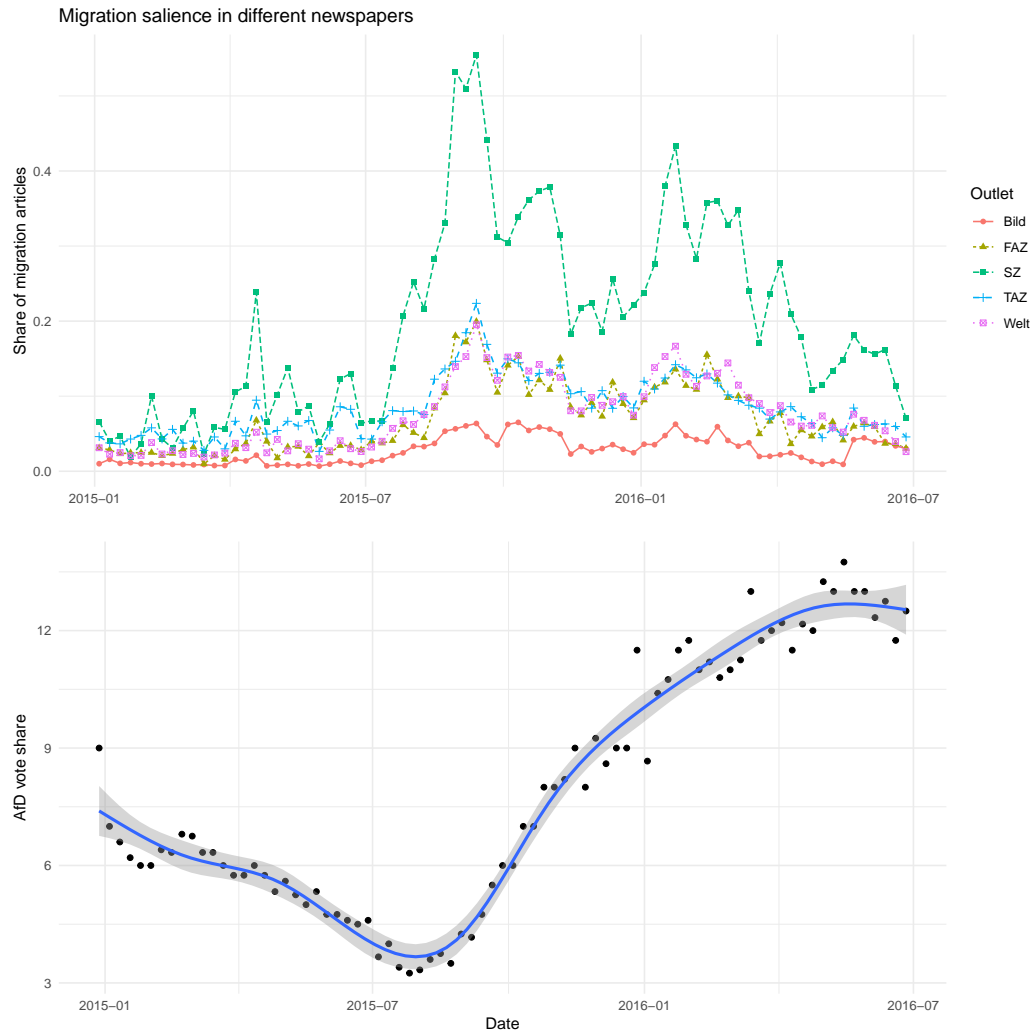 Migration salience in different newspapers
Share of migration articles
0.4
0.2
0.0
2015–01
2015–07
2016–01
2016–07
Outlet
Bild
FAZ
SZ
TAZ
Welt
AfD vote share
12
9
6
3
2015–01
2015–07
2016–01
2016–07
Date